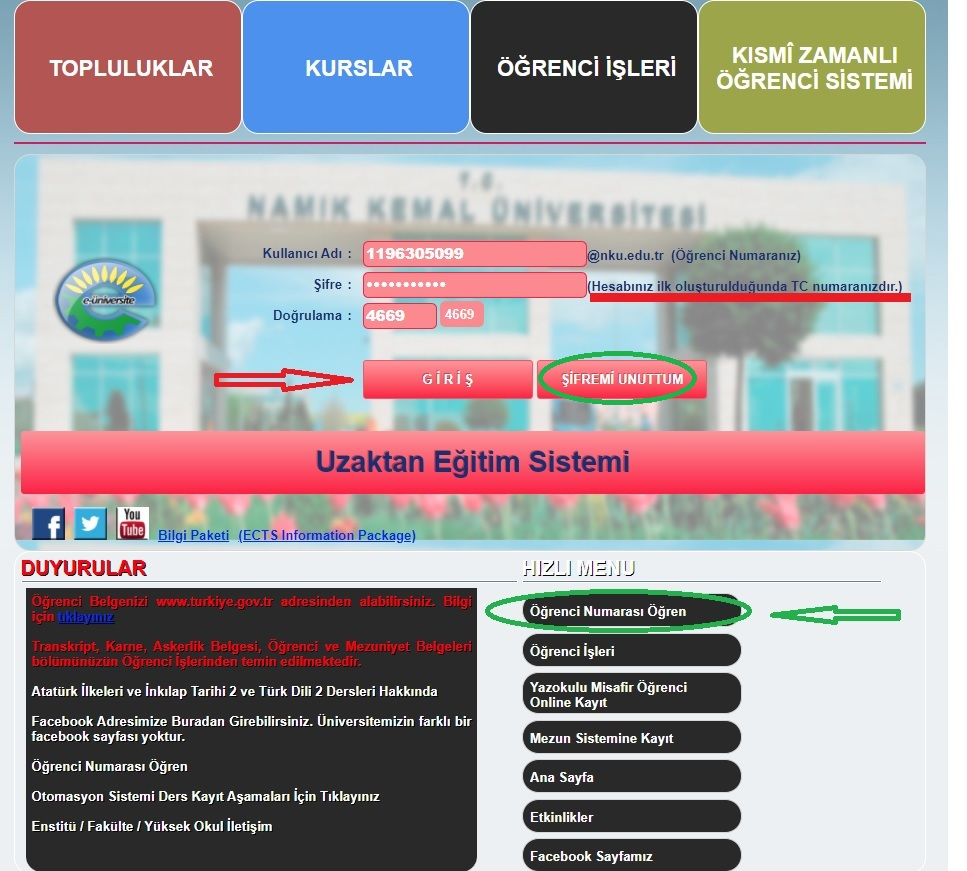 TOPLULUKLAR
KURSLAR
ÖĞRENCİ İŞLERİ
KISMÎ ZAMANLI
ÖĞRENCİ SİSTEMİ
T.C.
NAMIK KEMAL ÜNİVERSİTESİ
Kullanıcı Adı : 1196305099 @nku.edu.tr (Öğrenci Numaranız)
Şifre : ••••••••••• (Hesabınız ilk oluşturulduğunda TC numaranızdır.)
Doğrulama : 4669 4669
e-üniversite
GİRİŞ ŞİFREMİ UNUTTUM
Uzaktan Eğitim Sistemi
You
Tube
Bilgi Paketi (ECTS Information Package)
DUYURULAR
Öğrenci Belgenizi www.turkiye.gov.tr adresinden alabilirsiniz. Bilgi
için tıklayınız
Transkript, Karne, Askerlik Belgesi, Öğrenci ve Mezuniyet Belgeleri
bölümünüzün Öğrenci İşlerinden temin edilmektedir.
Atatürk İlkeleri ve İnkılap Tarihi 2 ve Türk Dili 2 Dersleri Hakkında
Facebook Adresimize Buradan Girebilirsiniz. Üniversitemizin farklı bir
facebook sayfası yoktur.
Öğrenci Numarası Öğren
Otomasyon Sistemi Ders Kayıt Aşamaları İçin Tıklayınız
Enstitü / Fakülte / Yüksek Okul İletişim
HIZLI MENU
Öğrenci Numarası Öğren
Öğrenci İşleri
Yazokulu Misafir Öğrenci
Online Kayıt
Mezun Sistemine Kayıt
Ana Sayfa
Etkinlikler
Facebook Sayfamız